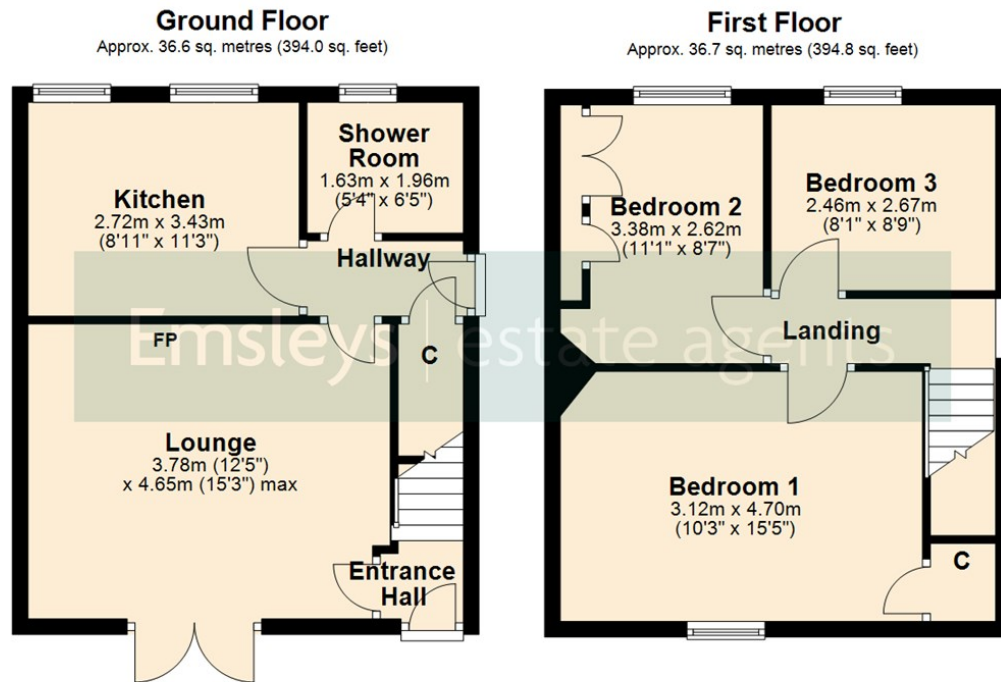 Ground Floor
Approx. 36.6 sq. metres (394.0 sq. feet)
Kitchen
2.72m x 3.43m
(8'11" x 11'3")
Shower
Room
1.63m x 1.96m
(5'4" x 6'5")
Hallway
FP
C
Lounge
3.78m (12'5")
x 4.65m (15'3") max
Entrance
Hall
First Floor
Approx. 36.7 sq. metres (394.8 sq. feet)
Bedroom 2
3.38m x 2.62m
(11'1" x 8'7")
Bedroom 3
2.46m x 2.67m
(8'1" x 8'9")
Landing
Bedroom 1
3.12m x 4.70m
(10'3" x 15'5")
C
Emsleys | estate agents